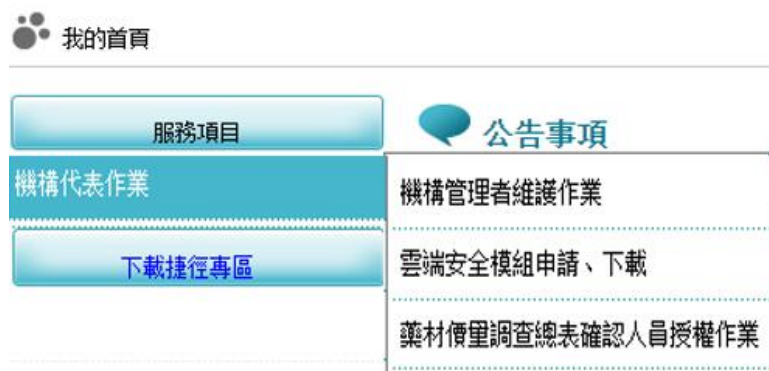 我的首頁
服務項目
公告事項
機構代表作業
機構管理者維護作業
下載捷徑專區
雲端安全模組申請、下載
藥材價量調查總表確認人員授權作業